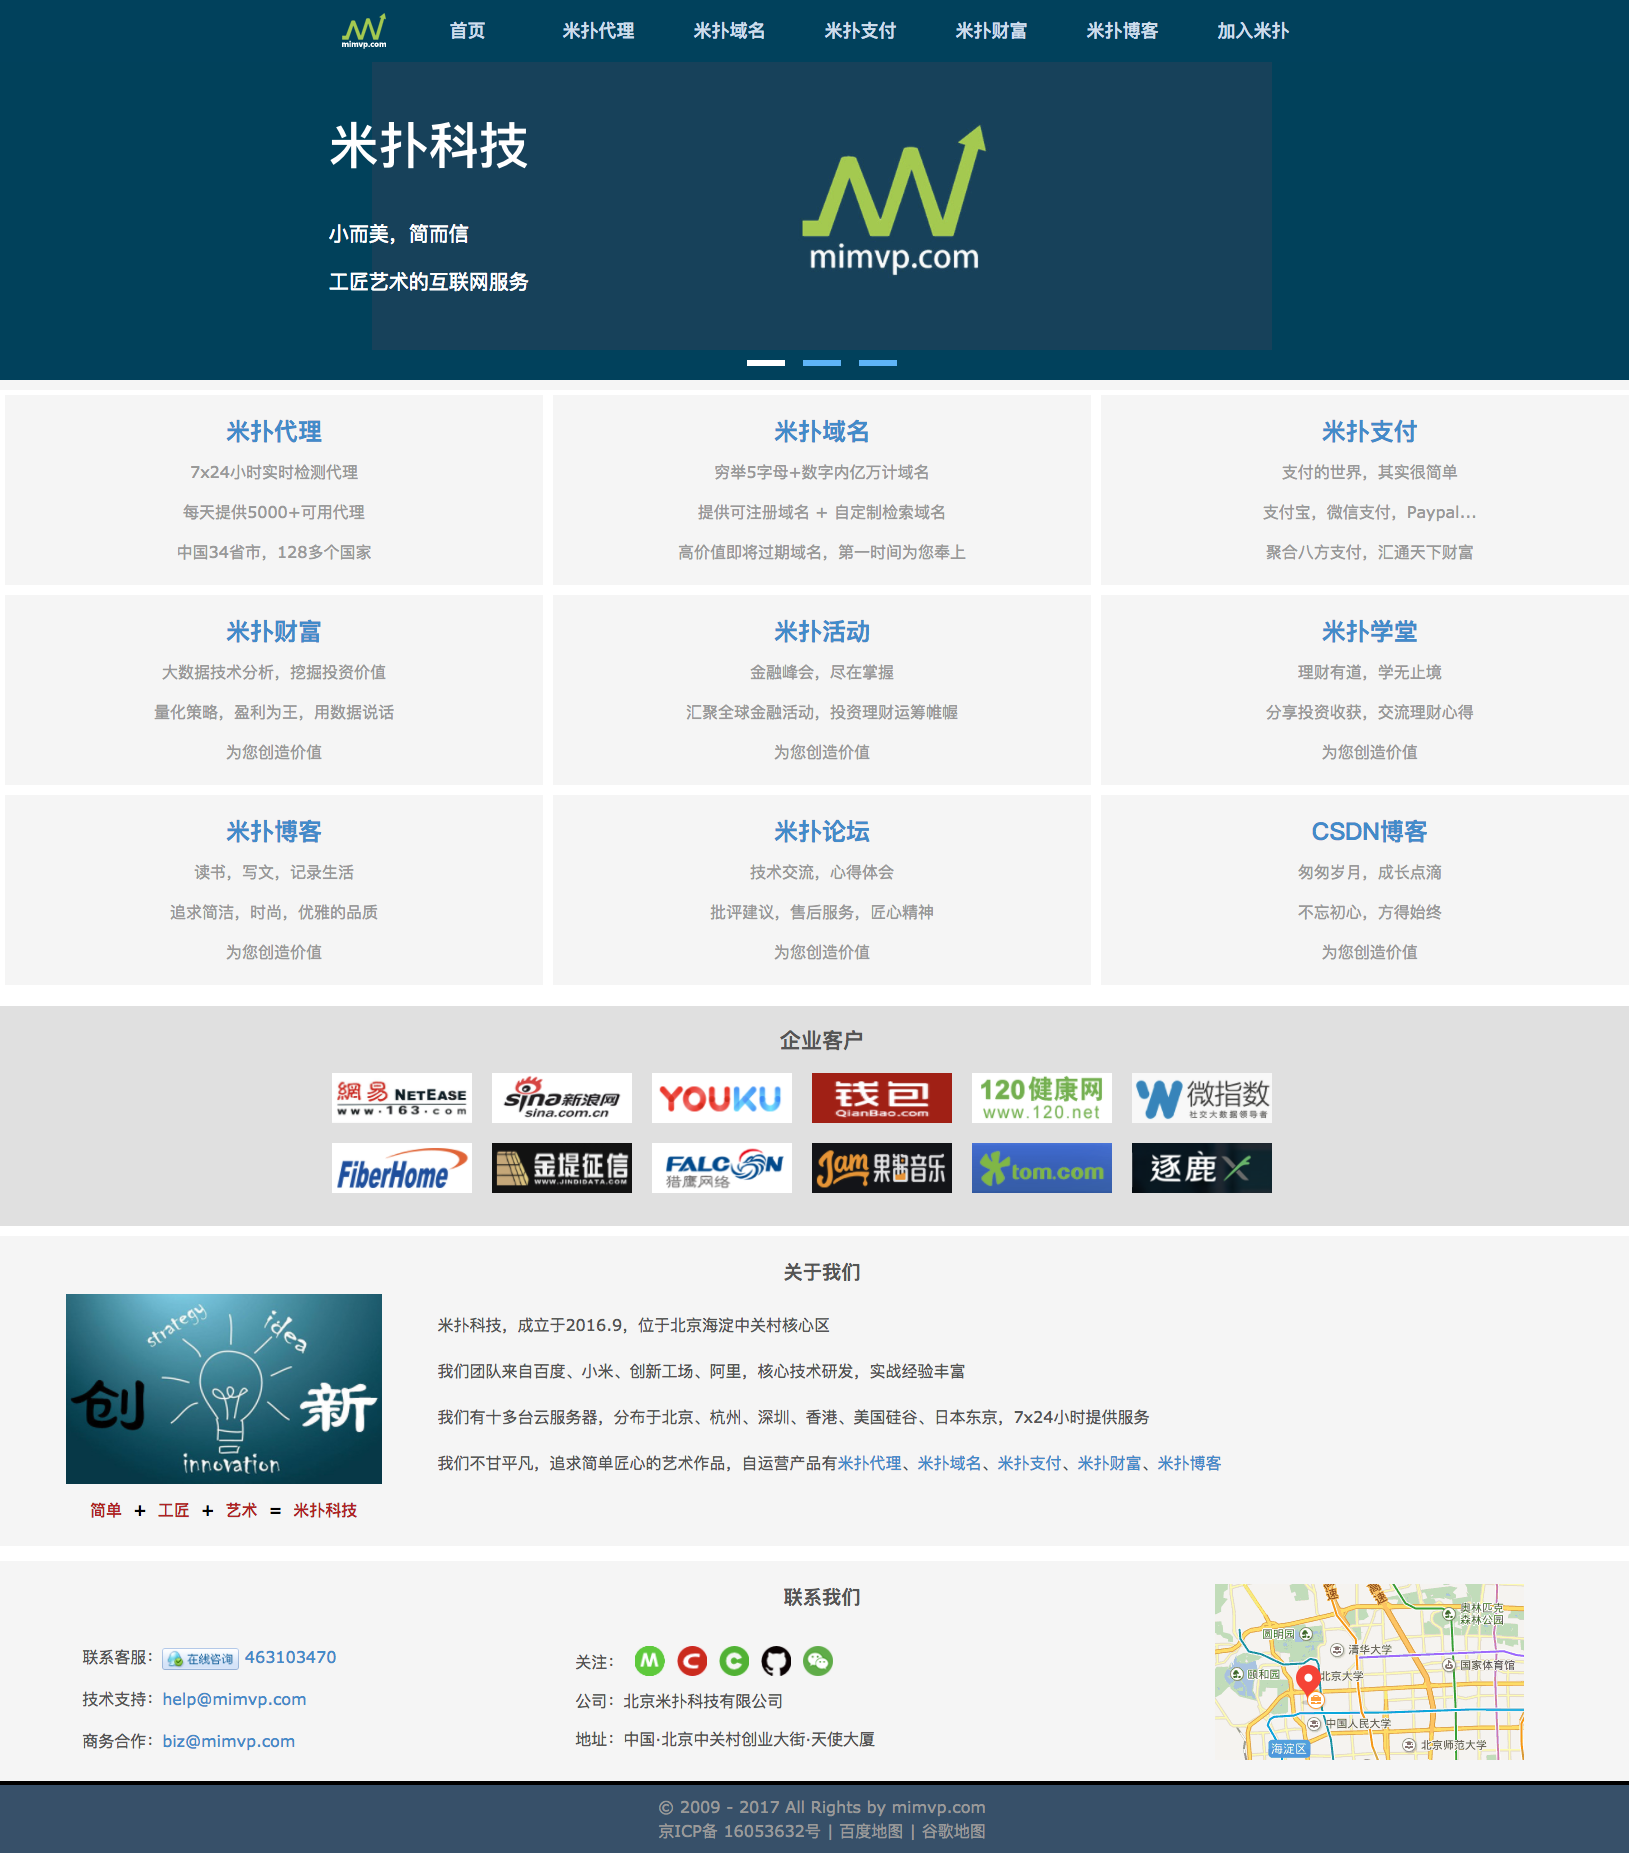 mimvp.com
首页 米扑代理 米扑域名 米扑支付 米扑财富 米扑博客 加入米扑
米扑科技
小而美，简而信
工匠艺术的互联网服务
mimvp.com
米扑代理
7x24小时实时检测代理
每天提供5000+可用代理
中国34省市，128多个国家
米扑域名
穷举5字母+数字内亿万计域名
提供可注册域名 + 自定制检索域名
高价值即将过期域名，第一时间为您奉上
米扑支付
支付的世界，其实很简单
支付宝，微信支付，Paypal...
聚合八方支付，汇通天下财富
米扑财富
大数据技术分析，挖掘投资价值
量化策略，盈利为王，用数据说话
为您创造价值
米扑活动
金融峰会，尽在掌握
汇聚全球金融活动，投资理财运筹帷幄
为您创造价值
米扑学堂
理财有道，学无止境
分享投资收获，交流理财心得
为您创造价值
米扑博客
读书，写文，记录生活
追求简洁，时尚，优雅的品质
为您创造价值
米扑论坛
技术交流，心得体会
批评建议，售后服务，匠心精神
为您创造价值
CSDN博客
匆匆岁月，成长点滴
不忘初心，方得始终
为您创造价值
企业客户
網易 NETEASE
www.163.com
sina新浪网
sina.com.cn
YOUKU
钱包
QianBao.com
120健康网
www.120.net
微指数
社交大数据领导者
FiberHome
金堤征信
WWW.JINDIDATA.COM
FALCON
猎鹰网络
Jam 果酱音乐
tom.com
逐鹿X
关于我们
strategy
idea
创新
innovation
简单 + 工匠 + 艺术 = 米扑科技
米扑科技，成立于2016.9，位于北京海淀中关村核心区
我们团队来自百度、小米、创新工场、阿里，核心技术研发，实战经验丰富
我们有十多台云服务器，分布于北京、杭州、深圳、香港、美国硅谷、日本东京，7x24小时提供服务
我们不甘平凡，追求简单匠心的艺术作品，自运营产品有米扑代理、米扑域名、米扑支付、米扑财富、米扑博客
联系我们
联系客服：在线咨询 463103470
技术支持：help@mimvp.com
商务合作：biz@mimvp.com
关注： M C C
公司：北京米扑科技有限公司
地址：中国·北京中关村创业大街·天使大厦
高速
奥林匹克
森林公园
圆明园
清华大学
国家体育馆
颐和园
北京大学
中国人民大学
北京师范大学
海淀区
© 2009 - 2017 All Rights by mimvp.com
京ICP备 16053632号 | 百度地图 | 谷歌地图